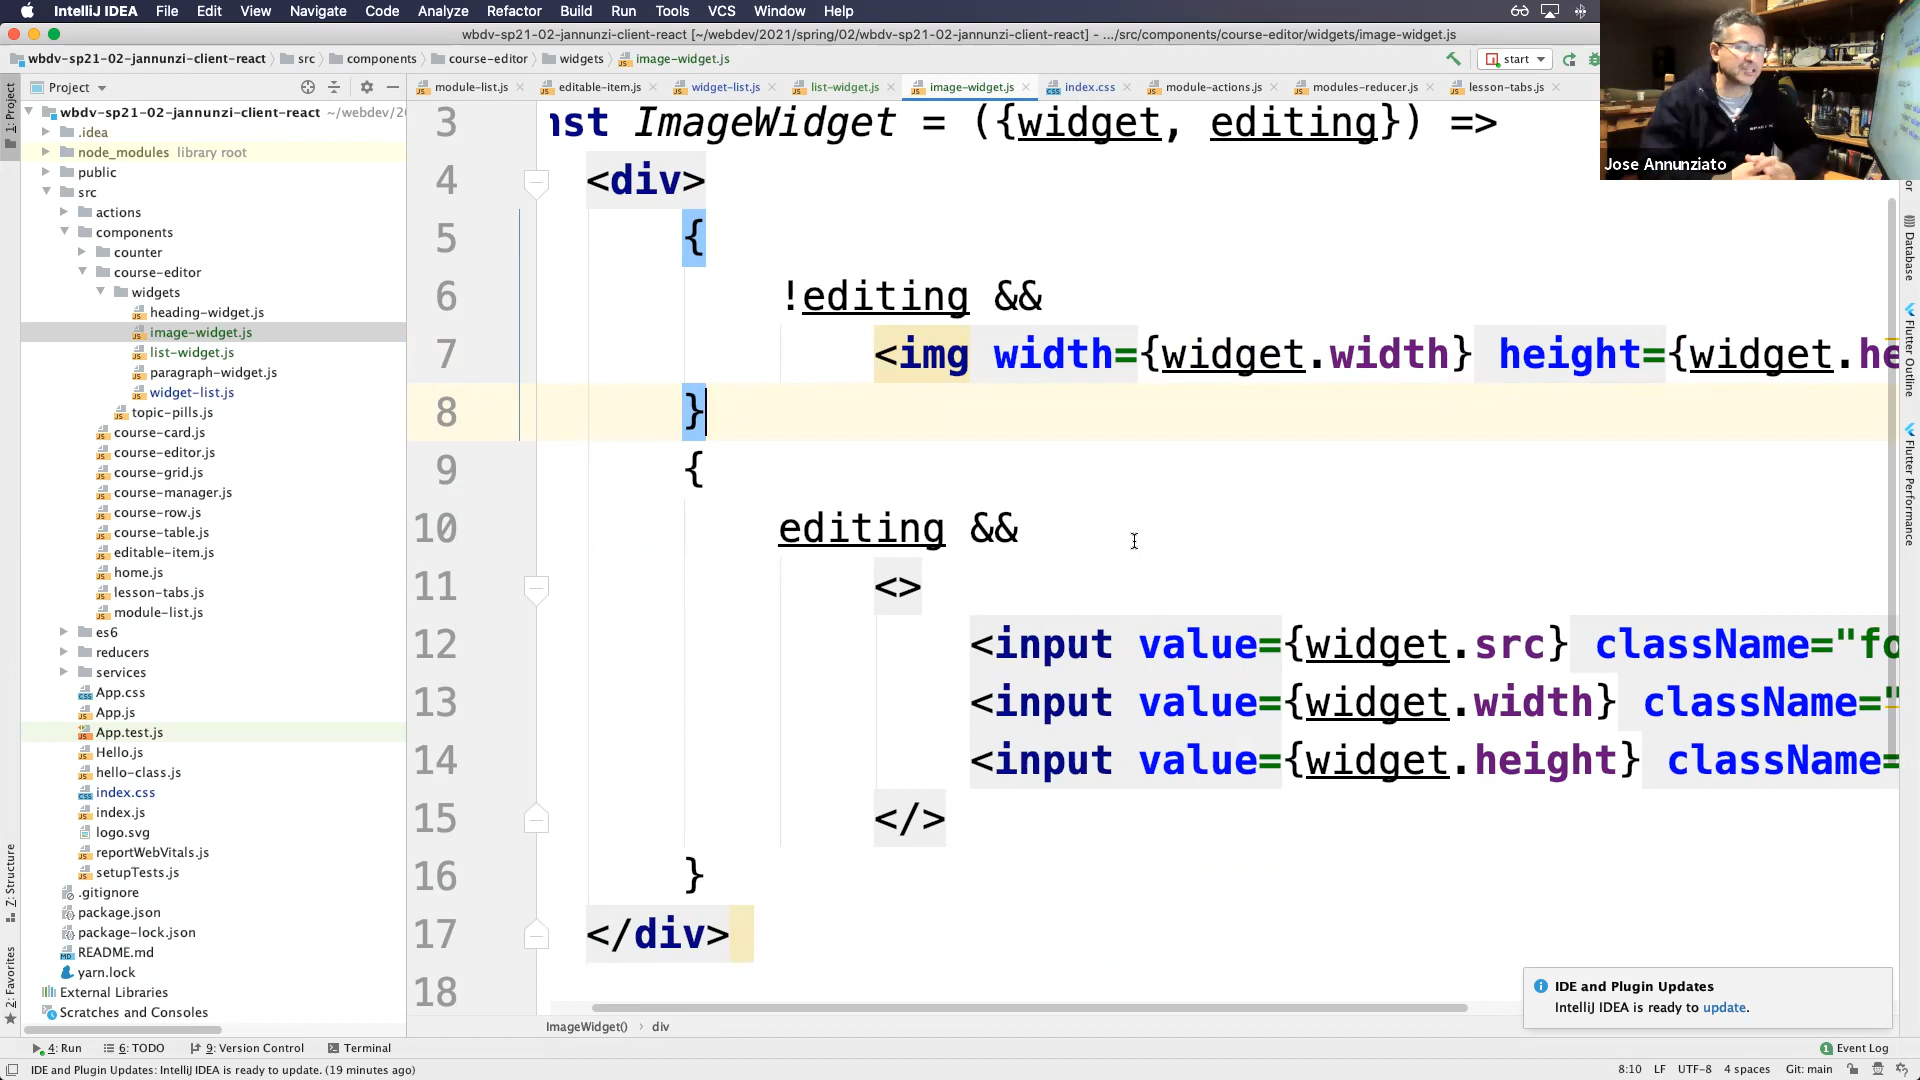 IntelliJ IDEA File Edit View Navigate Code Analyze Refactor Build Run Tools VCS Window Help
wbdv-sp21-02-jannunzi-client-react [~/webdev/2021/spring/02/wbdv-sp21-02-jannunzi-client-react] - .../src/components/course-editor/widgets/image-widget.js
wbdv-sp21-02-jannunzi-client-react src components course-editor widgets image-widget.js start
Project
module-list.js editable-item.js widget-list.js list-widget.js image-widget.js index.css module-actions.js modules-reducer.js lesson-tabs.js
1: Project
Z: Structure
2: Favorites
wbdv-sp21-02-jannunzi-client-react ~/webdev/20
.idea
node_modules library root
public
src
actions
components
counter
course-editor
widgets
heading-widget.js
image-widget.js
list-widget.js
paragraph-widget.js
widget-list.js
topic-pills.js
course-card.js
course-editor.js
course-grid.js
course-manager.js
course-row.js
course-table.js
editable-item.js
home.js
lesson-tabs.js
module-list.js
es6
reducers
services
App.css
App.js
App.test.js
Hello.js
hello-class.js
index.css
index.js
logo.svg
reportWebVitals.js
setupTests.js
.gitignore
package.json
package-lock.json
README.md
yarn.lock
External Libraries
Scratches and Consoles
3 nst ImageWidget = ({widget, editing}) =>
4 <div>
5 {
6 !editing &&
7 <img width={widget.width} height={widget.he
8 }
9 {
10 editing &&
11 <>
12 <input value={widget.src} className="fo
13 <input value={widget.width} className="
14 <input value={widget.height} className=
15 </>
16 }
17 </div>
18
Jose Annunziato
Database
Flutter Outline
Flutter Performance
IDE and Plugin Updates
IntelliJ IDEA is ready to update.
ImageWidget() div
4: Run 6: TODO 9: Version Control Terminal 1 Event Log
IDE and Plugin Updates: IntelliJ IDEA is ready to update. (19 minutes ago) 8:10 LF UTF-8 4 spaces Git: main